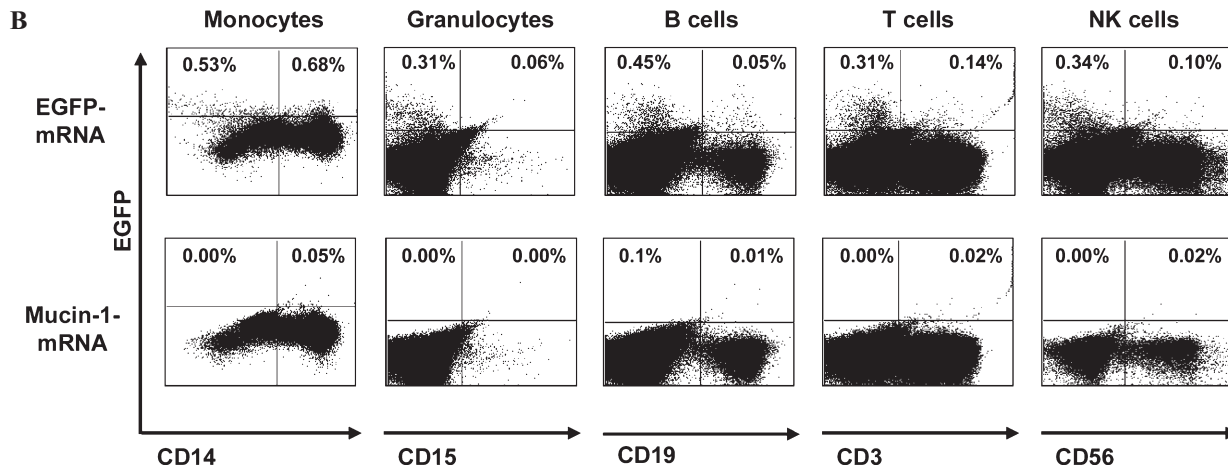 B
Monocytes Granulocytes B cells T cells NK cells
EGFP-
mRNA
0.53% 0.68% 0.31% 0.06% 0.45% 0.05% 0.31% 0.14% 0.34% 0.10%
EGFP
Mucin-1-
mRNA
0.00% 0.05% 0.00% 0.00% 0.1% 0.01% 0.00% 0.02% 0.00% 0.02%
CD14 CD15 CD19 CD3 CD56